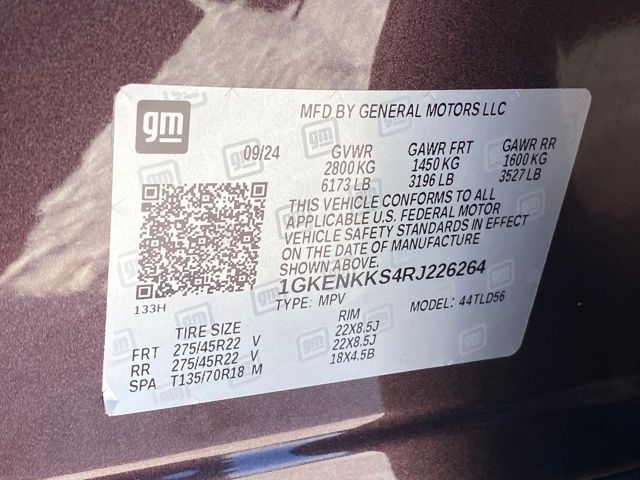 gm
MFD BY GENERAL MOTORS LLC
09/24 GVWR GAWR FRT GAWR RR
2800 KG 1450 KG 1600 KG
6173 LB 3196 LB 3527 LB
THIS VEHICLE CONFORMS TO ALL
APPLICABLE U.S. FEDERAL MOTOR
VEHICLE SAFETY STANDARDS IN EFFECT
ON THE DATE OF MANUFACTURE
SHOWN ABOVE.
1GKENKKS4RJ226264
133H
TYPE: MPV MODEL: 44TLD56
TIRE SIZE RIM
FRT 275/45R22 V 22X8.5J
RR 275/45R22 V 22X8.5J
SPA T135/70R18 M 18X4.5B